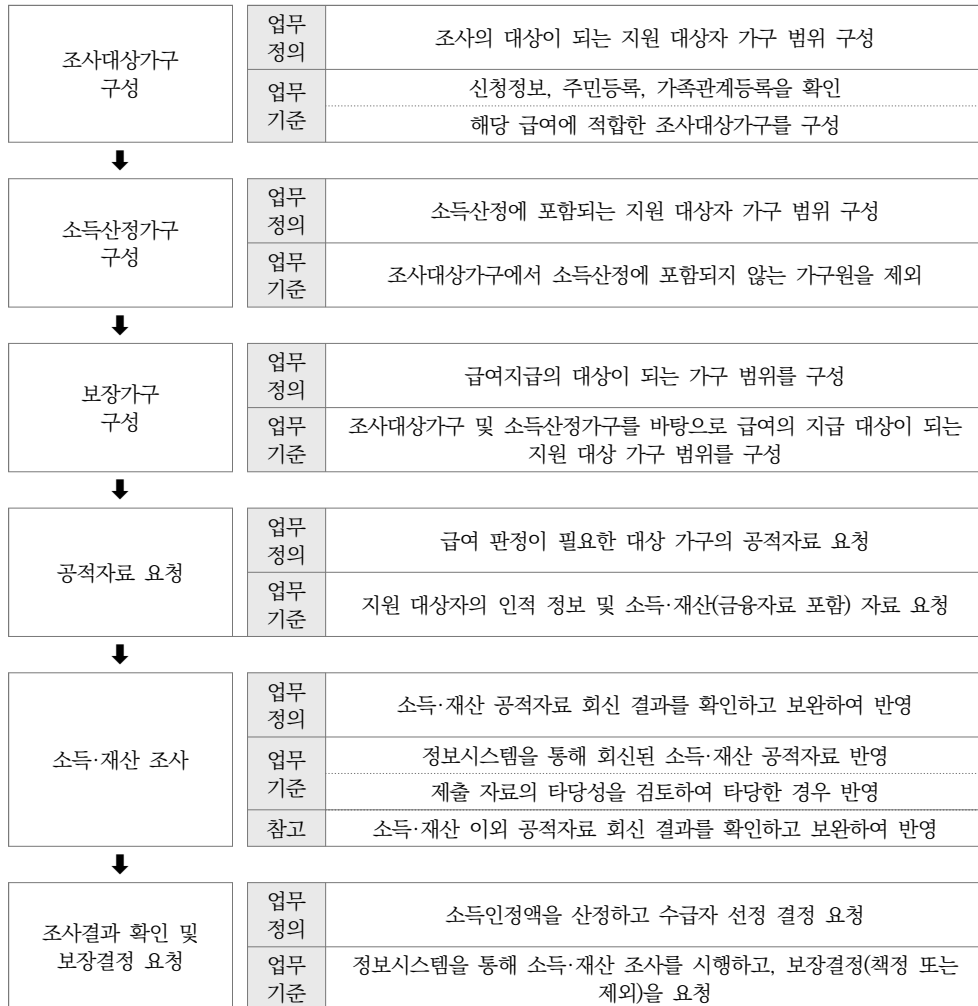 조사대상가구
구성
업무
정의
조사의 대상이 되는 지원 대상자 가구 범위 구성
업무
기준
신청정보, 주민등록, 가족관계등록을 확인
해당 급여에 적합한 조사대상가구를 구성
소득산정가구
구성
업무
정의
소득산정에 포함되는 지원 대상자 가구 범위 구성
업무
기준
조사대상가구에서 소득산정에 포함되지 않는 가구원을 제외
보장가구
구성
업무
정의
급여지급의 대상이 되는 가구 범위를 구성
업무
기준
조사대상가구 및 소득산정가구를 바탕으로 급여의 지급 대상이 되는
지원 대상 가구 범위를 구성
공적자료 요청
업무
정의
급여 판정이 필요한 대상 가구의 공적자료 요청
업무
기준
지원 대상자의 인적 정보 및 소득·재산(금융자료 포함) 자료 요청
소득·재산 조사
업무
정의
소득·재산 공적자료 회신 결과를 확인하고 보완하여 반영
업무
기준
정보시스템을 통해 회신된 소득·재산 공적자료 반영
제출 자료의 타당성을 검토하여 타당한 경우 반영
참고
소득·재산 이외 공적자료 회신 결과를 확인하고 보완하여 반영
조사결과 확인 및
보장결정 요청
업무
정의
소득인정액을 산정하고 수급자 선정 결정 요청
업무
기준
정보시스템을 통해 소득·재산 조사를 시행하고, 보장결정(책정 또는
제외)을 요청